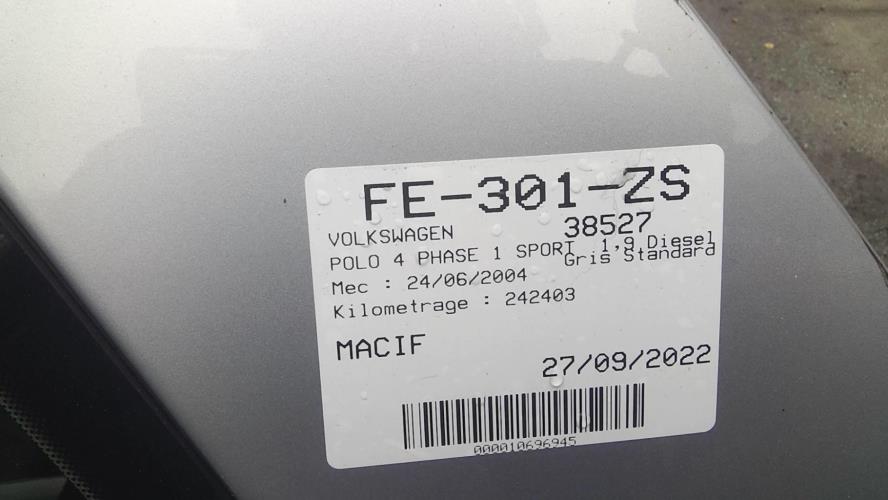 FE-301-ZS
VOLKSWAGEN 38527
POLO 4 PHASE 1 SPORT 1,9 Diesel
Gris Standard
Mec : 24/06/2004
Kilometrage : 242403
MACIF
27/09/2022
000010696945